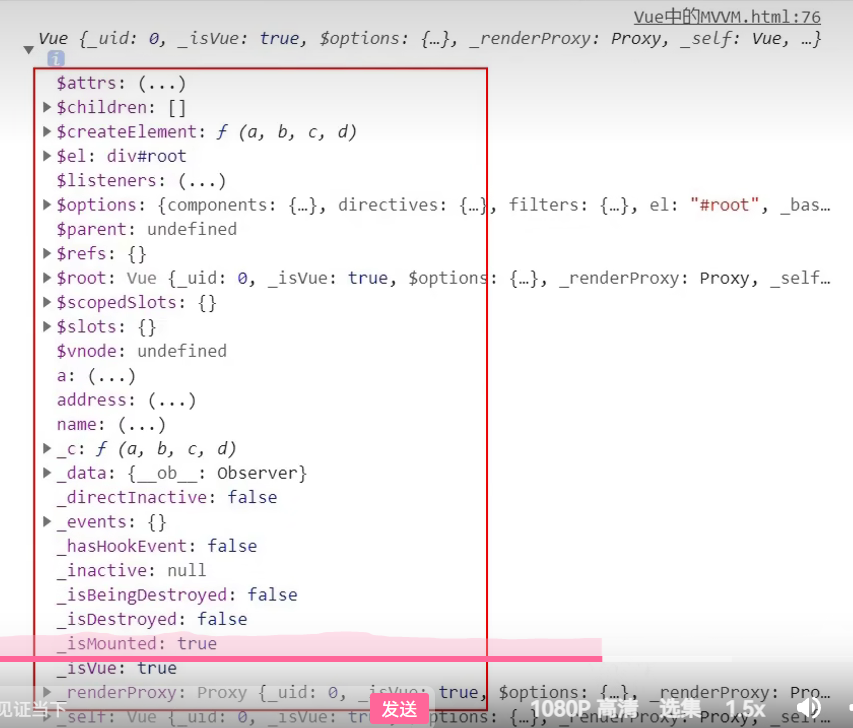 Vue中的MVVM.html:76
Vue {_uid: 0, _isVue: true, $options: {…}, _renderProxy: Proxy, _self: Vue, …}
i
$attrs: (...)
$children: []
$createElement: ƒ (a, b, c, d)
$el: div#root
$listeners: (...)
$options: {components: {…}, directives: {…}, filters: {…}, el: "#root", _bas…
$parent: undefined
$refs: {}
$root: Vue {_uid: 0, _isVue: true, $options: {…}, _renderProxy: Proxy, _self…
$scopedSlots: {}
$slots: {}
$vnode: undefined
a: (...)
address: (...)
name: (...)
_c: ƒ (a, b, c, d)
_data: {__ob__: Observer}
_directInactive: false
_events: {}
_hasHookEvent: false
_inactive: null
_isBeingDestroyed: false
_isDestroyed: false
_isMounted: true
_isVue: true
_renderProxy: Proxy {_uid: 0, _isVue: true, $options: {…}, _renderProxy: Pro…
见证当下 发送 1080P 高清 选集 1.5x
_self: Vue {_uid: 0, _isVue: true, $options: {…}, _renderProxy: Proxy, _self…